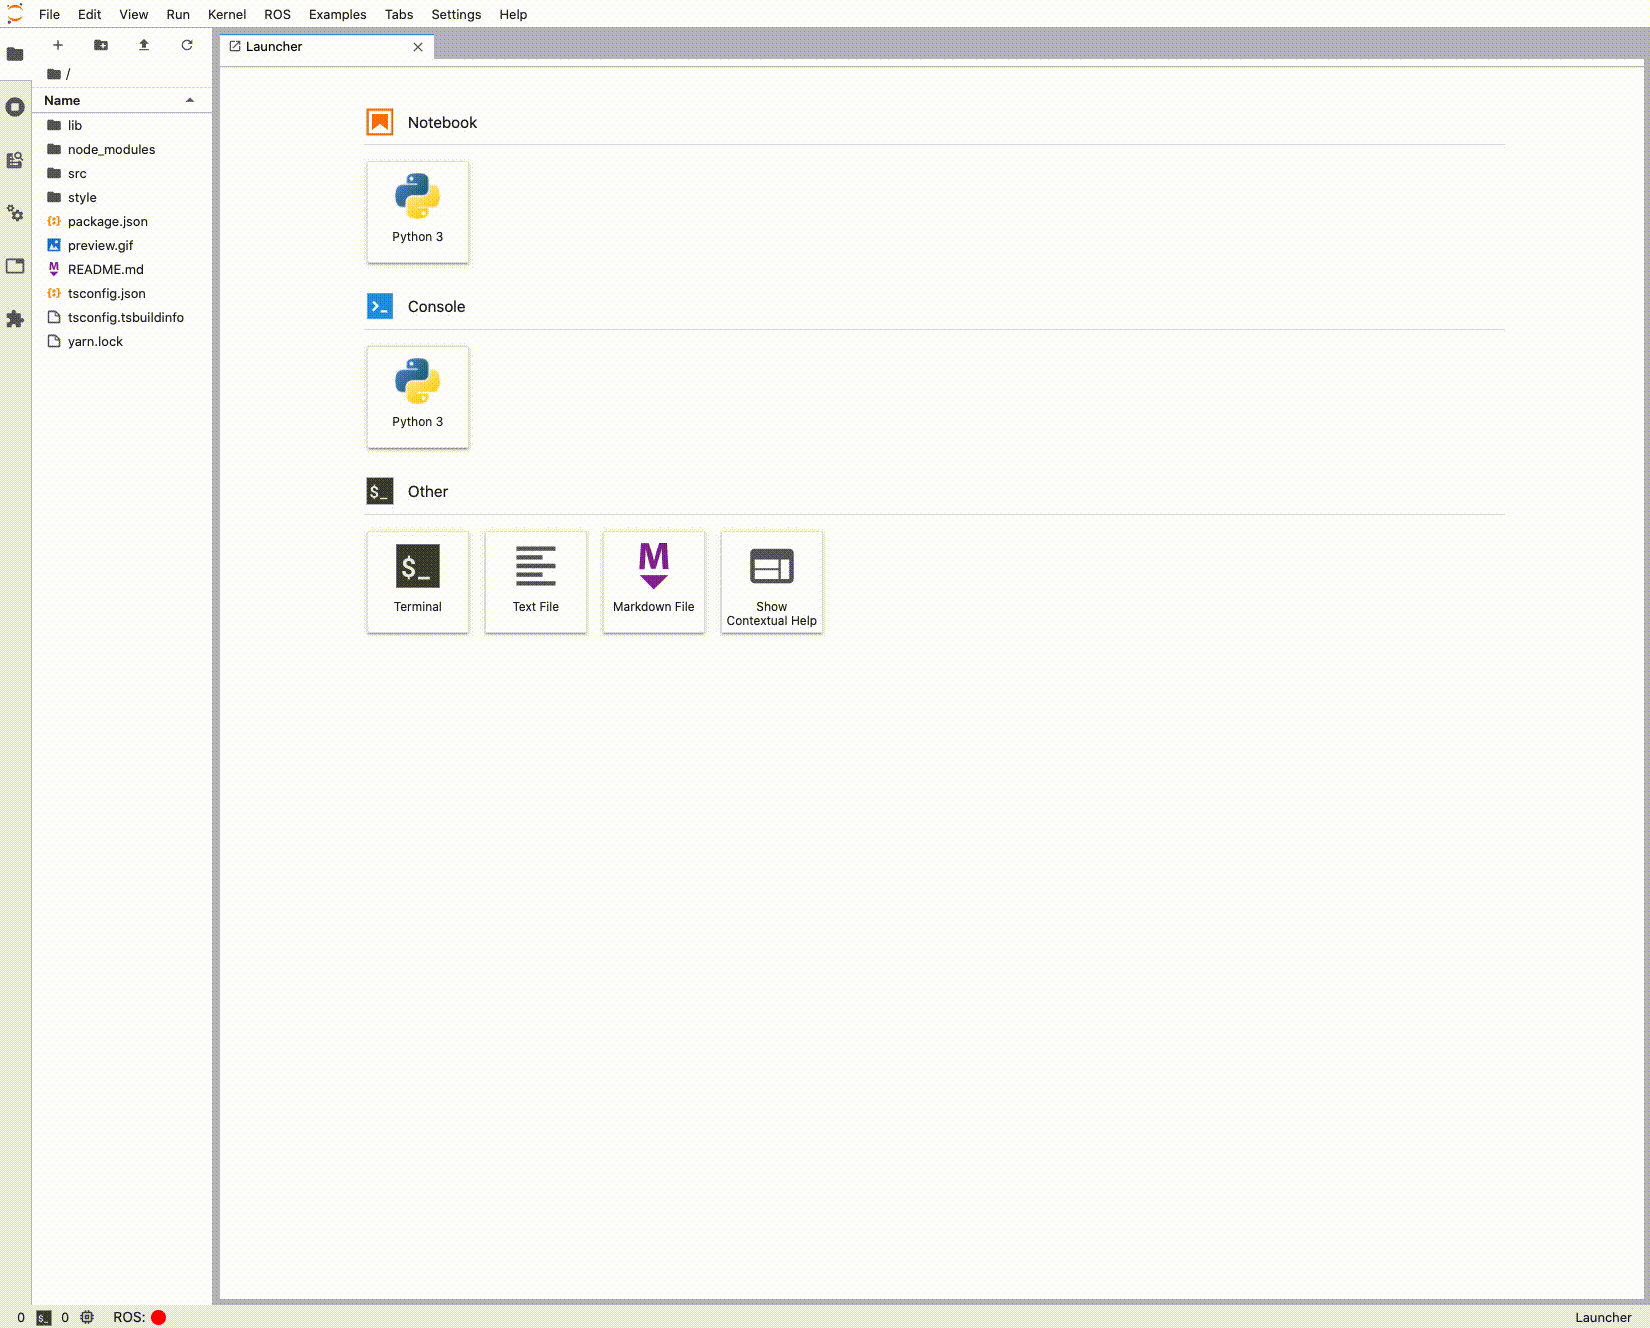 File Edit View Run Kernel ROS Examples Tabs Settings Help
Launcher
/
Name
lib
node_modules
src
style
package.json
preview.gif
README.md
tsconfig.json
tsconfig.tsbuildinfo
yarn.lock
Notebook
Python 3
Console
Python 3
$_ Other
$_
Terminal
Text File
M
Markdown File
Show
Contextual Help
0 $_ 0 ROS:
Launcher